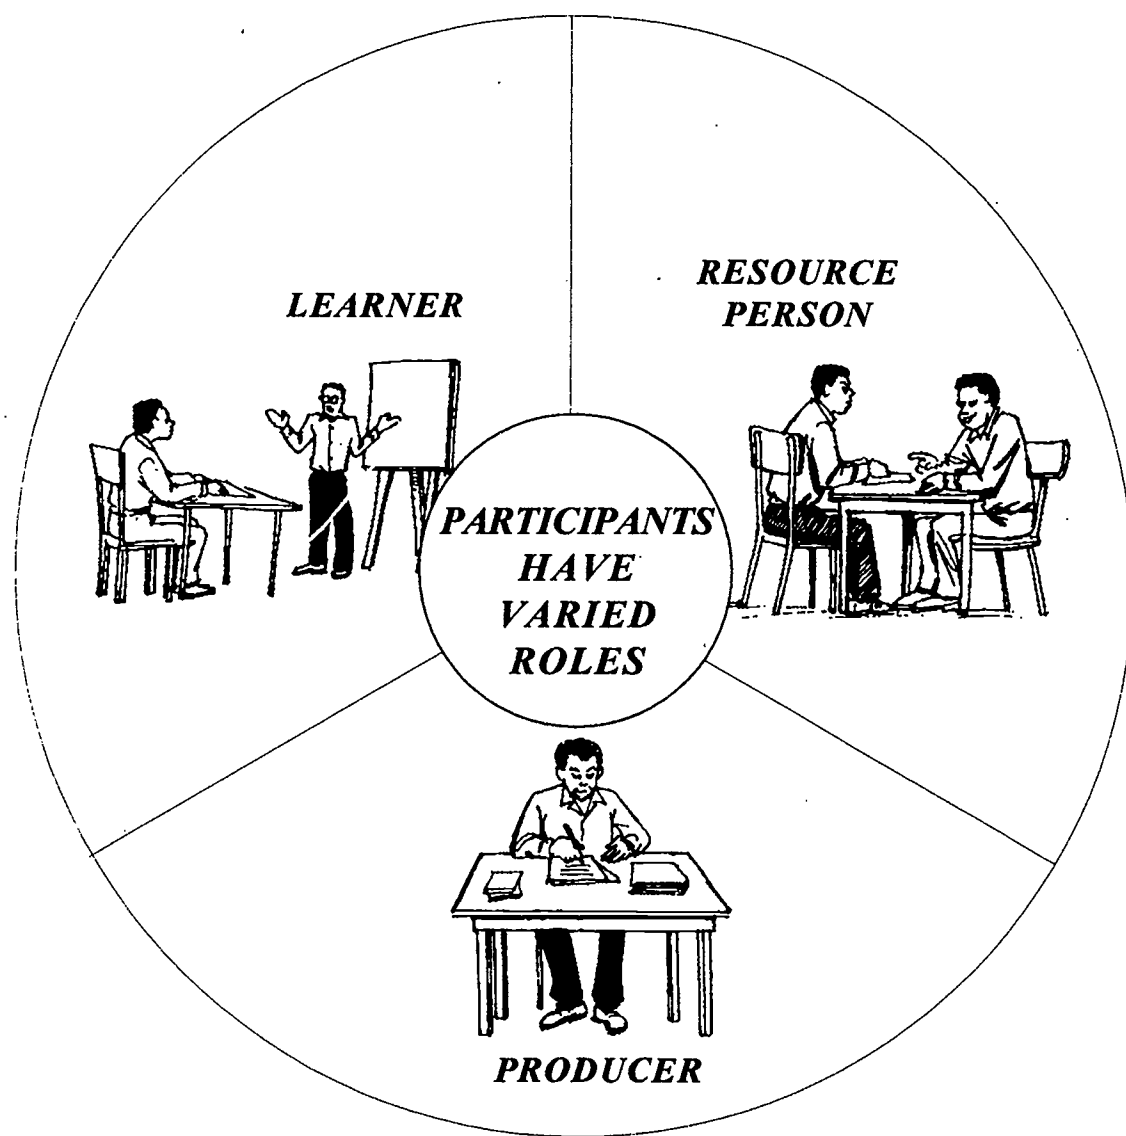 LEARNER
RESOURCE
PERSON
PARTICIPANTS
HAVE
VARIED
ROLES
PRODUCER